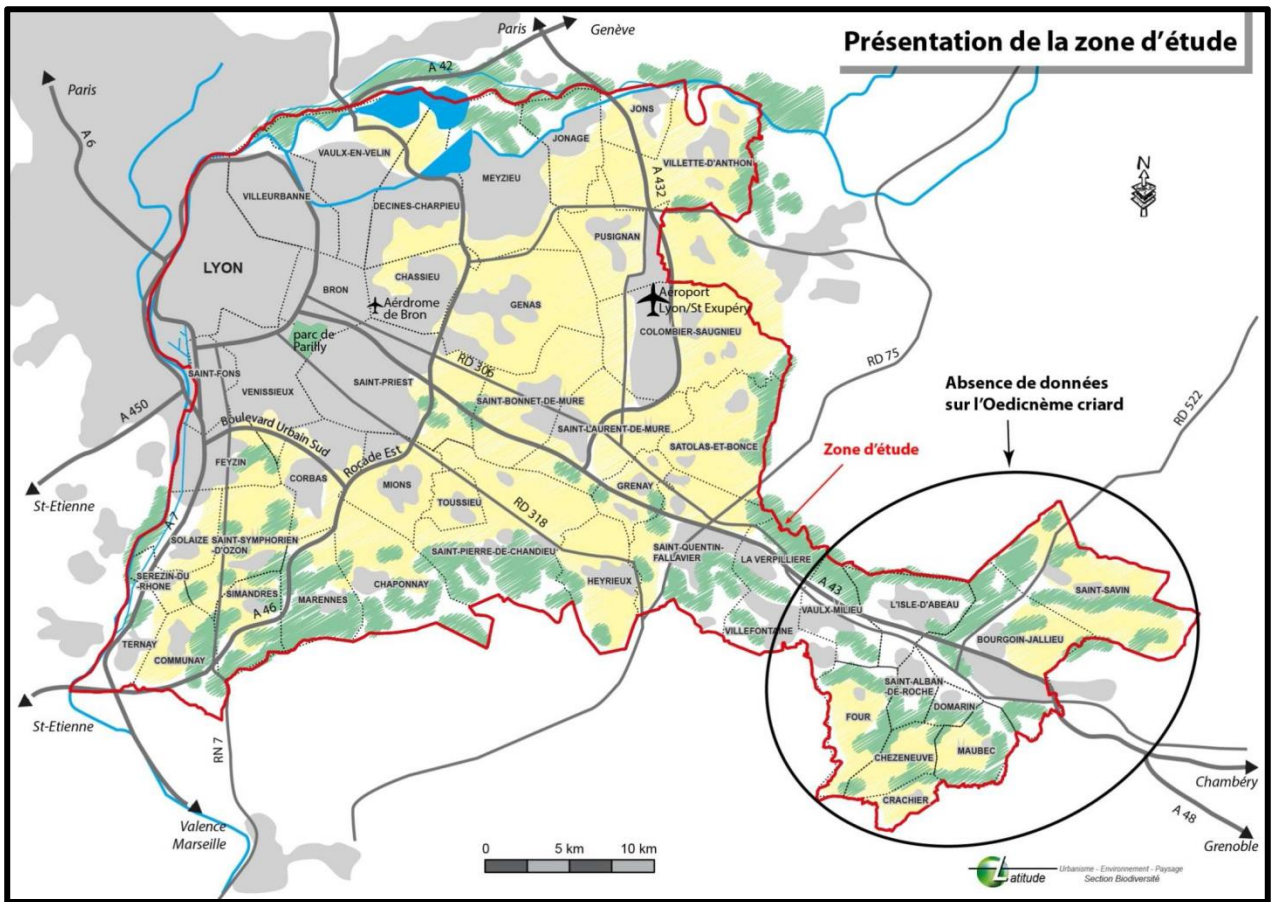 Présentation de la zone d'étude
Paris
Genève
Paris
A 42
A 6
JONS
JONAGE
VAULX-EN-VELIN
VILLETTE-D'ANTHON
MEYZIEU
A 432
VILLEURBANNE
DECINES-CHARPIEU
PUSIGNAN
LYON
CHASSIEU
BRON
Aérdrome
de Bron
GENAS
Aéroport
Lyon/St Exupéry
COLOMBIER-SAUGNIEU
parc de
Parilly
RD 306
RD 75
SAINT-FONS
SAINT-PRIEST
VENISSIEUX
A 450
SAINT-BONNET-DE-MURE
SAINT-LAURENT-DE-MURE
Absence de données
sur l'Oedicnème criard
RD 522
Boulevard Urbain Sud
Rocade Est
SATOLAS-ET-BONCE
Zone d'étude
FEYZIN
CORBAS
MIONS
GRENAY
TOUSSIEU
St-Etienne
A 7
RD 318
SOLAIZE
SAINT-SYMPHORIEN
-D'OZON
SAINT-PIERRE-DE-CHANDIEU
SAINT-QUENTIN-
FALLAVIER
LA VERPILLIERE
SEREZIN-DU
-RHONE
CHAPONNAY
HEYRIEUX
A 43
SIMANDRES
A 46
MARENNES
VAULX-MILIEU
L'ISLE-D'ABEAU
SAINT-SAVIN
TERNAY
VILLEFONTAINE
BOURGOIN-JALLIEU
COMMUNAY
SAINT-ALBAN
-DE-ROCHE
DOMARIN
St-Etienne
RN 7
FOUR
MAUBEC
CHEZENEUVE
CRACHIER
Chambéry
A 48
Grenoble
Valence
Marseille
0 5 km 10 km
Latitude
Urbanisme - Environnement - Paysage
Section Biodiversité
N